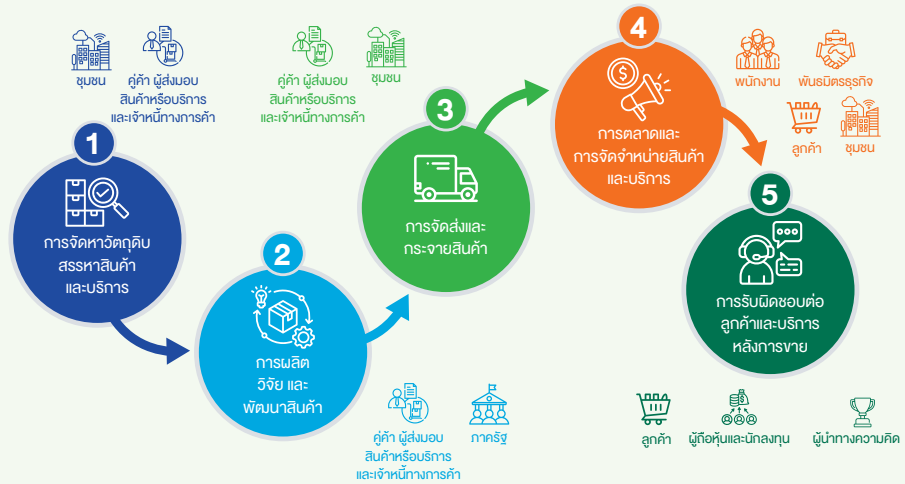 ชุมชน
คู่ค้า ผู้ส่งมอบ
สินค้าหรือบริการ
และเจ้าหนี้ทางการค้า
1
การจัดหาวัตถุดิบ
สรรหาสินค้า
และบริการ
2
การผลิต
วิจัย และ
พัฒนาสินค้า
คู่ค้า ผู้ส่งมอบ
สินค้าหรือบริการ
และเจ้าหนี้ทางการค้า
ภาครัฐ
คู่ค้า ผู้ส่งมอบ
สินค้าหรือบริการ
และเจ้าหนี้ทางการค้า
ชุมชน
3
การจัดส่งและ
กระจายสินค้า
4
การตลาดและ
การจัดจำหน่ายสินค้า
และบริการ
พนักงาน
พันธมิตรธุรกิจ
ลูกค้า
ชุมชน
5
การรับผิดชอบต่อ
ลูกค้าและบริการ
หลังการขาย
ลูกค้า
ผู้ถือหุ้นและนักลงทุน
ผู้นำทางความคิด